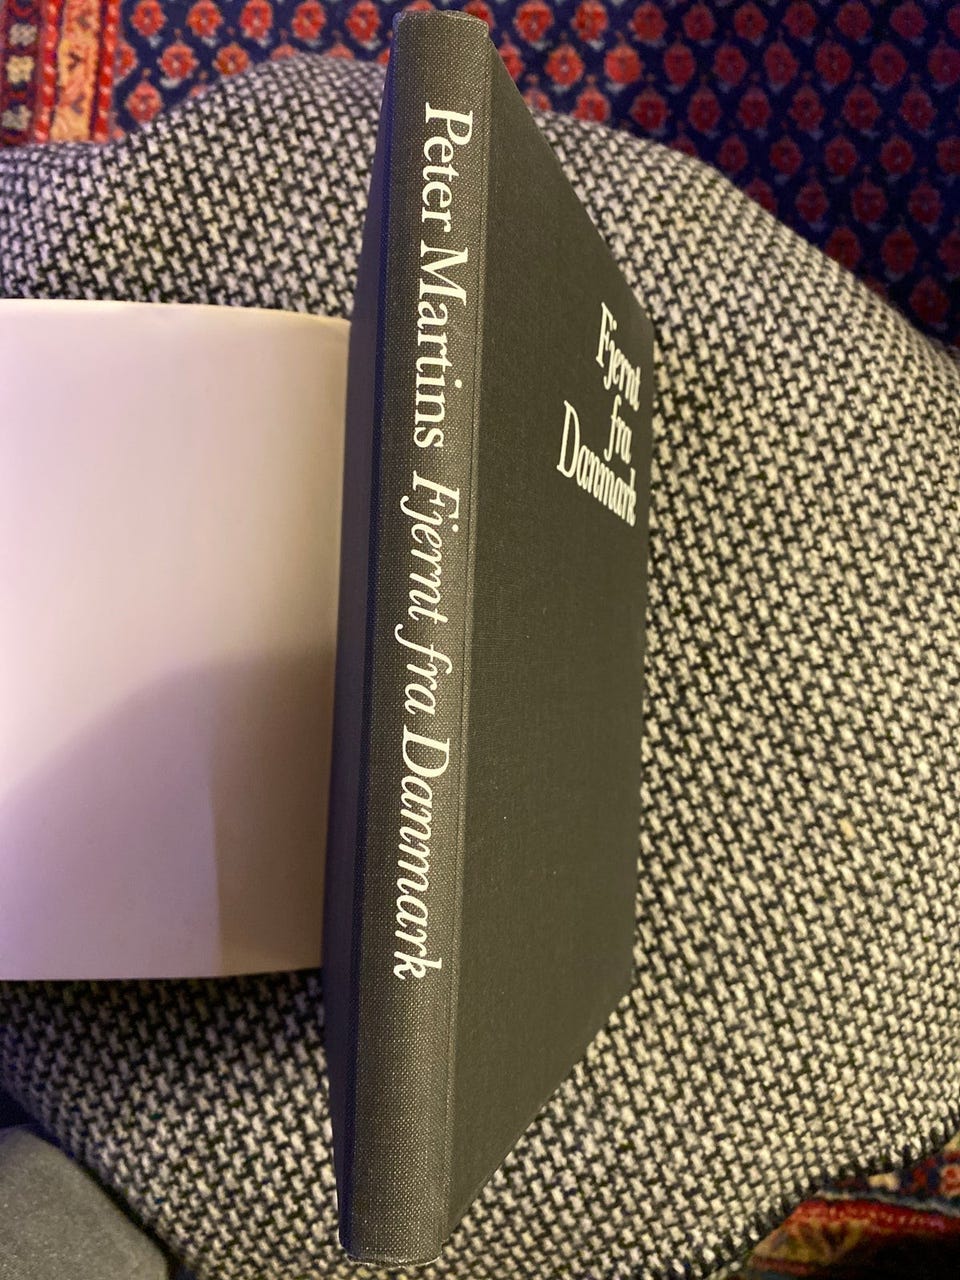 Peter Martins Fjernt fra Danmark
Fjernt
fra
Danmark